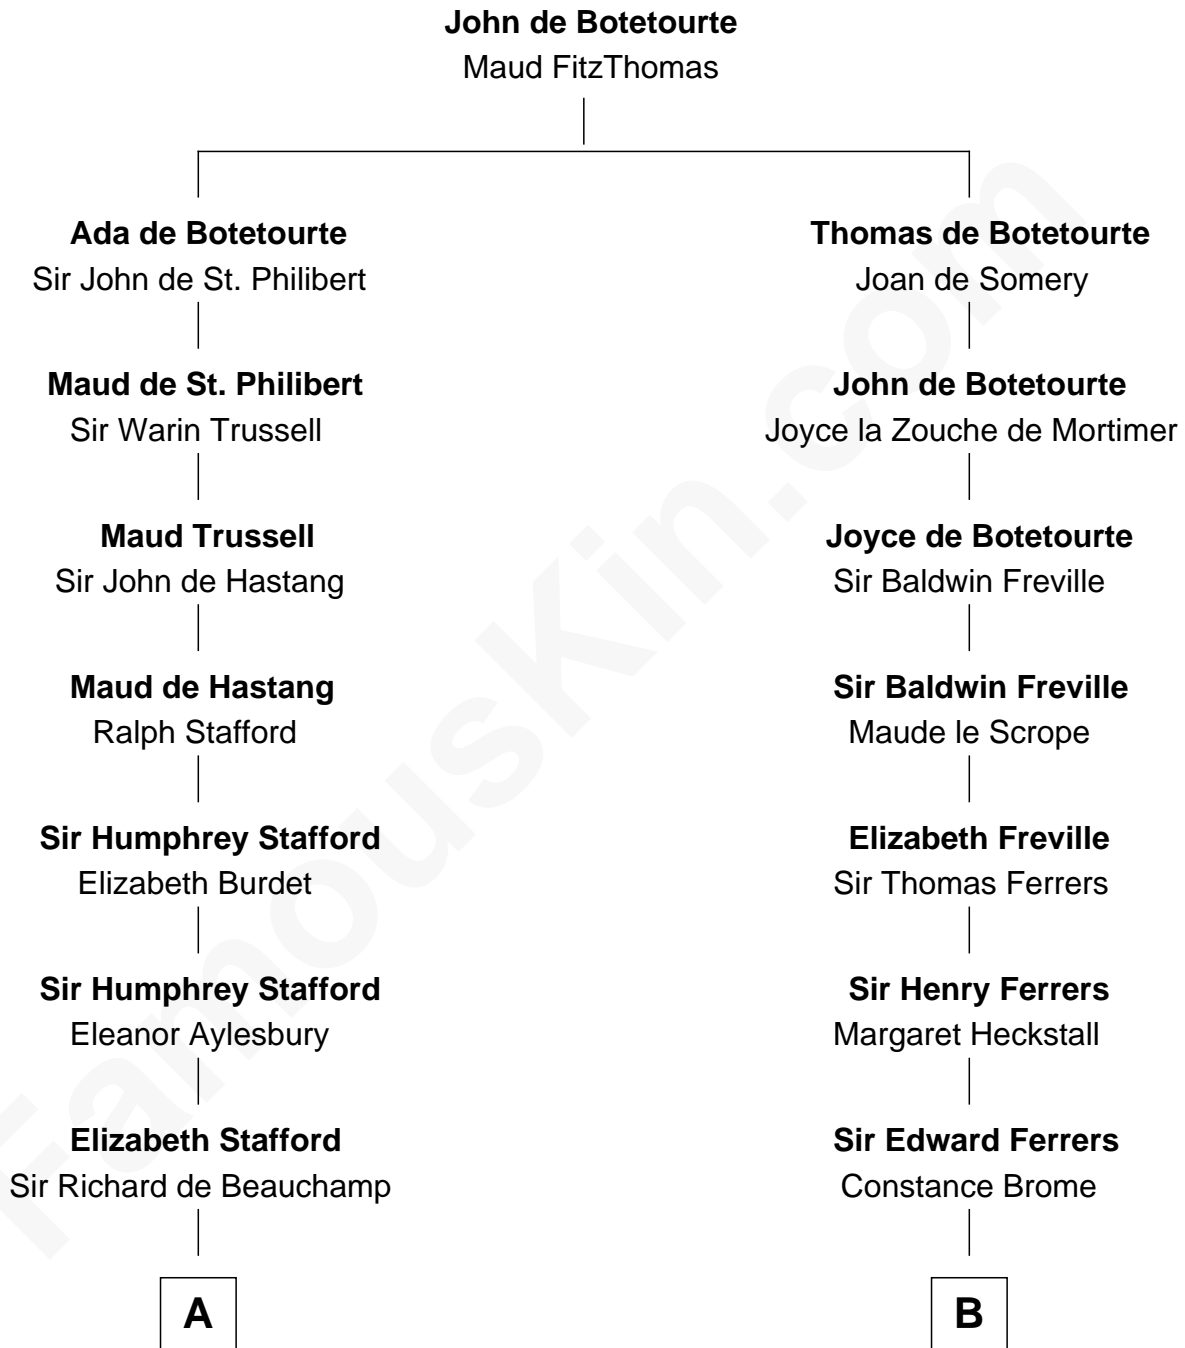 John de Botetourte
Maud FitzThomas
Ada de Botetourte
Sir John de St. Philibert
Thomas de Botetourte
Joan de Somery
Maud de St. Philibert
Sir Warin Trussell
John de Botetourte
Joyce la Zouche de Mortimer
Maud Trussell
Sir John de Hastang
Joyce de Botetourte
Sir Baldwin Freville
Maud de Hastang
Ralph Stafford
Sir Baldwin Freville
Maude le Scrope
Sir Humphrey Stafford
Elizabeth Burdet
Elizabeth Freville
Sir Thomas Ferrers
Sir Humphrey Stafford
Eleanor Aylesbury
Sir Henry Ferrers
Margaret Heckstall
Elizabeth Stafford
Sir Richard de Beauchamp
Sir Edward Ferrers
Constance Brome
A
B
FamousKin.com